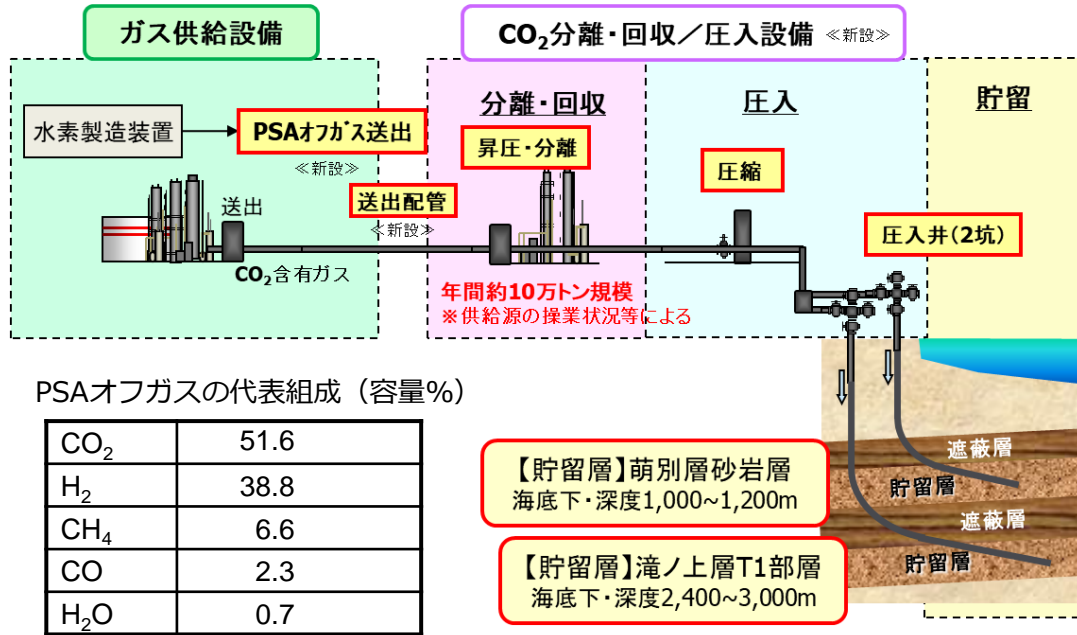 ガス供給設備
CO₂分離・回収／圧入設備 ≪新設≫
水素製造装置
PSAオフガス送出
≪新設≫
送出
送出配管
≪新設≫
CO₂含有ガス
分離・回収
昇圧・分離
年間約10万トン規模
※供給源の操業状況等による
圧入
圧縮
貯留
圧入井(2坑)
PSAオフガスの代表組成（容量%）
CO₂ 51.6
H₂ 38.8
CH₄ 6.6
CO 2.3
H₂O 0.7
【貯留層】萌別層砂岩層
海底下・深度1,000~1,200m
【貯留層】滝ノ上層T1部層
海底下・深度2,400~3,000m
遮蔽層
貯留層
遮蔽層
貯留層